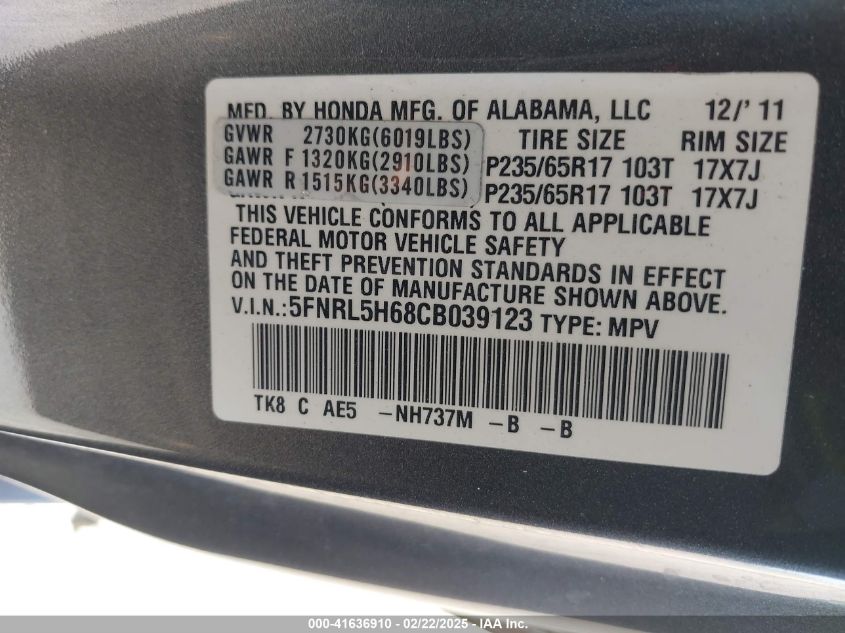 MFD. BY HONDA MFG. OF ALABAMA, LLC 12/'11
GVWR 2730KG(6019LBS) TIRE SIZE RIM SIZE
GAWR F 1320KG(2910LBS) P235/65R17 103T 17X7J
GAWR R 1515KG(3340LBS) P235/65R17 103T 17X7J
THIS VEHICLE CONFORMS TO ALL APPLICABLE
FEDERAL MOTOR VEHICLE SAFETY
AND THEFT PREVENTION STANDARDS IN EFFECT
ON THE DATE OF MANUFACTURE SHOWN ABOVE.
V.I.N.:5FNRL5H68CB039123 TYPE: MPV
TK8 C AE5 -NH737M -B -B
000-41636910 - 02/22/2025 - IAA Inc.